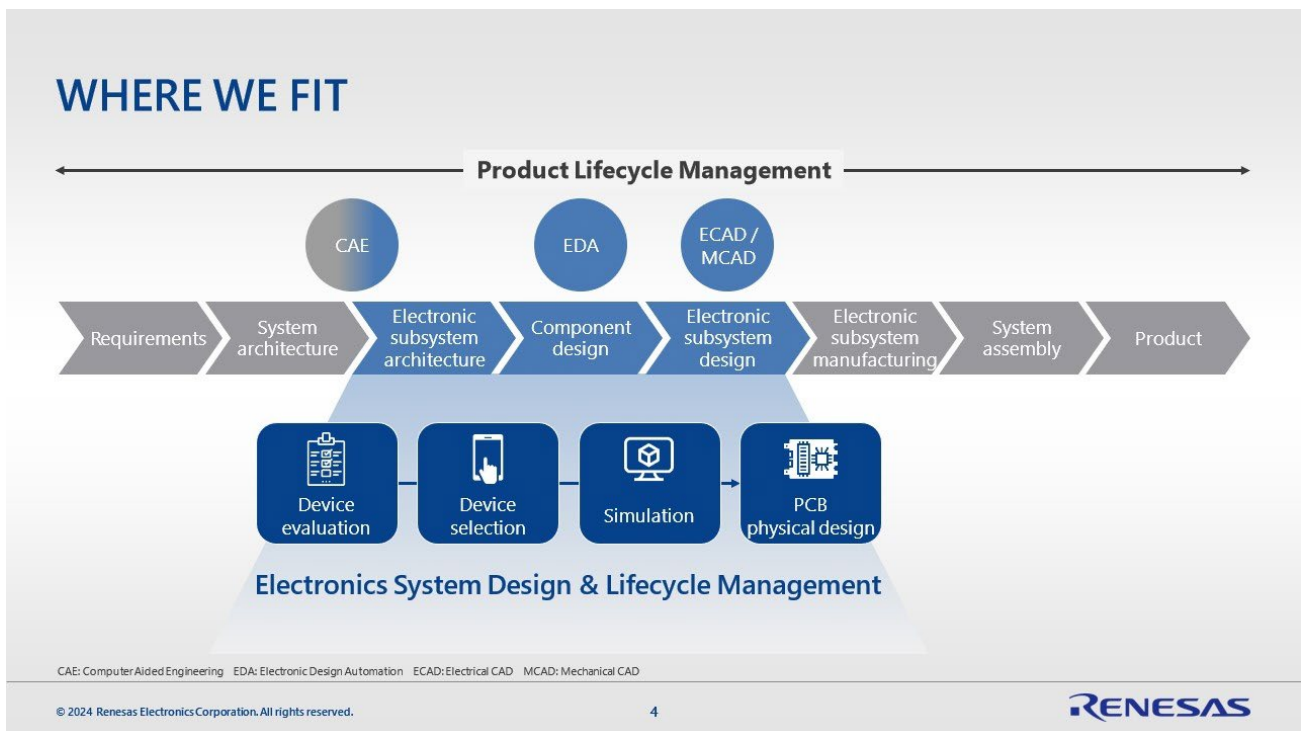 WHERE WE FIT
Product Lifecycle Management
CAE
EDA
ECAD /
MCAD
Requirements
System
architecture
Electronic
subsystem
architecture
Component
design
Electronic
subsystem
design
Electronic
subsystem
manufacturing
System
assembly
Product
Device
evaluation
Device
selection
Simulation
PCB
physical design
Electronics System Design & Lifecycle Management
CAE: Computer Aided Engineering EDA: Electronic Design Automation ECAD: Electrical CAD MCAD: Mechanical CAD
© 2024 Renesas Electronics Corporation. All rights reserved.
4
RENESAS